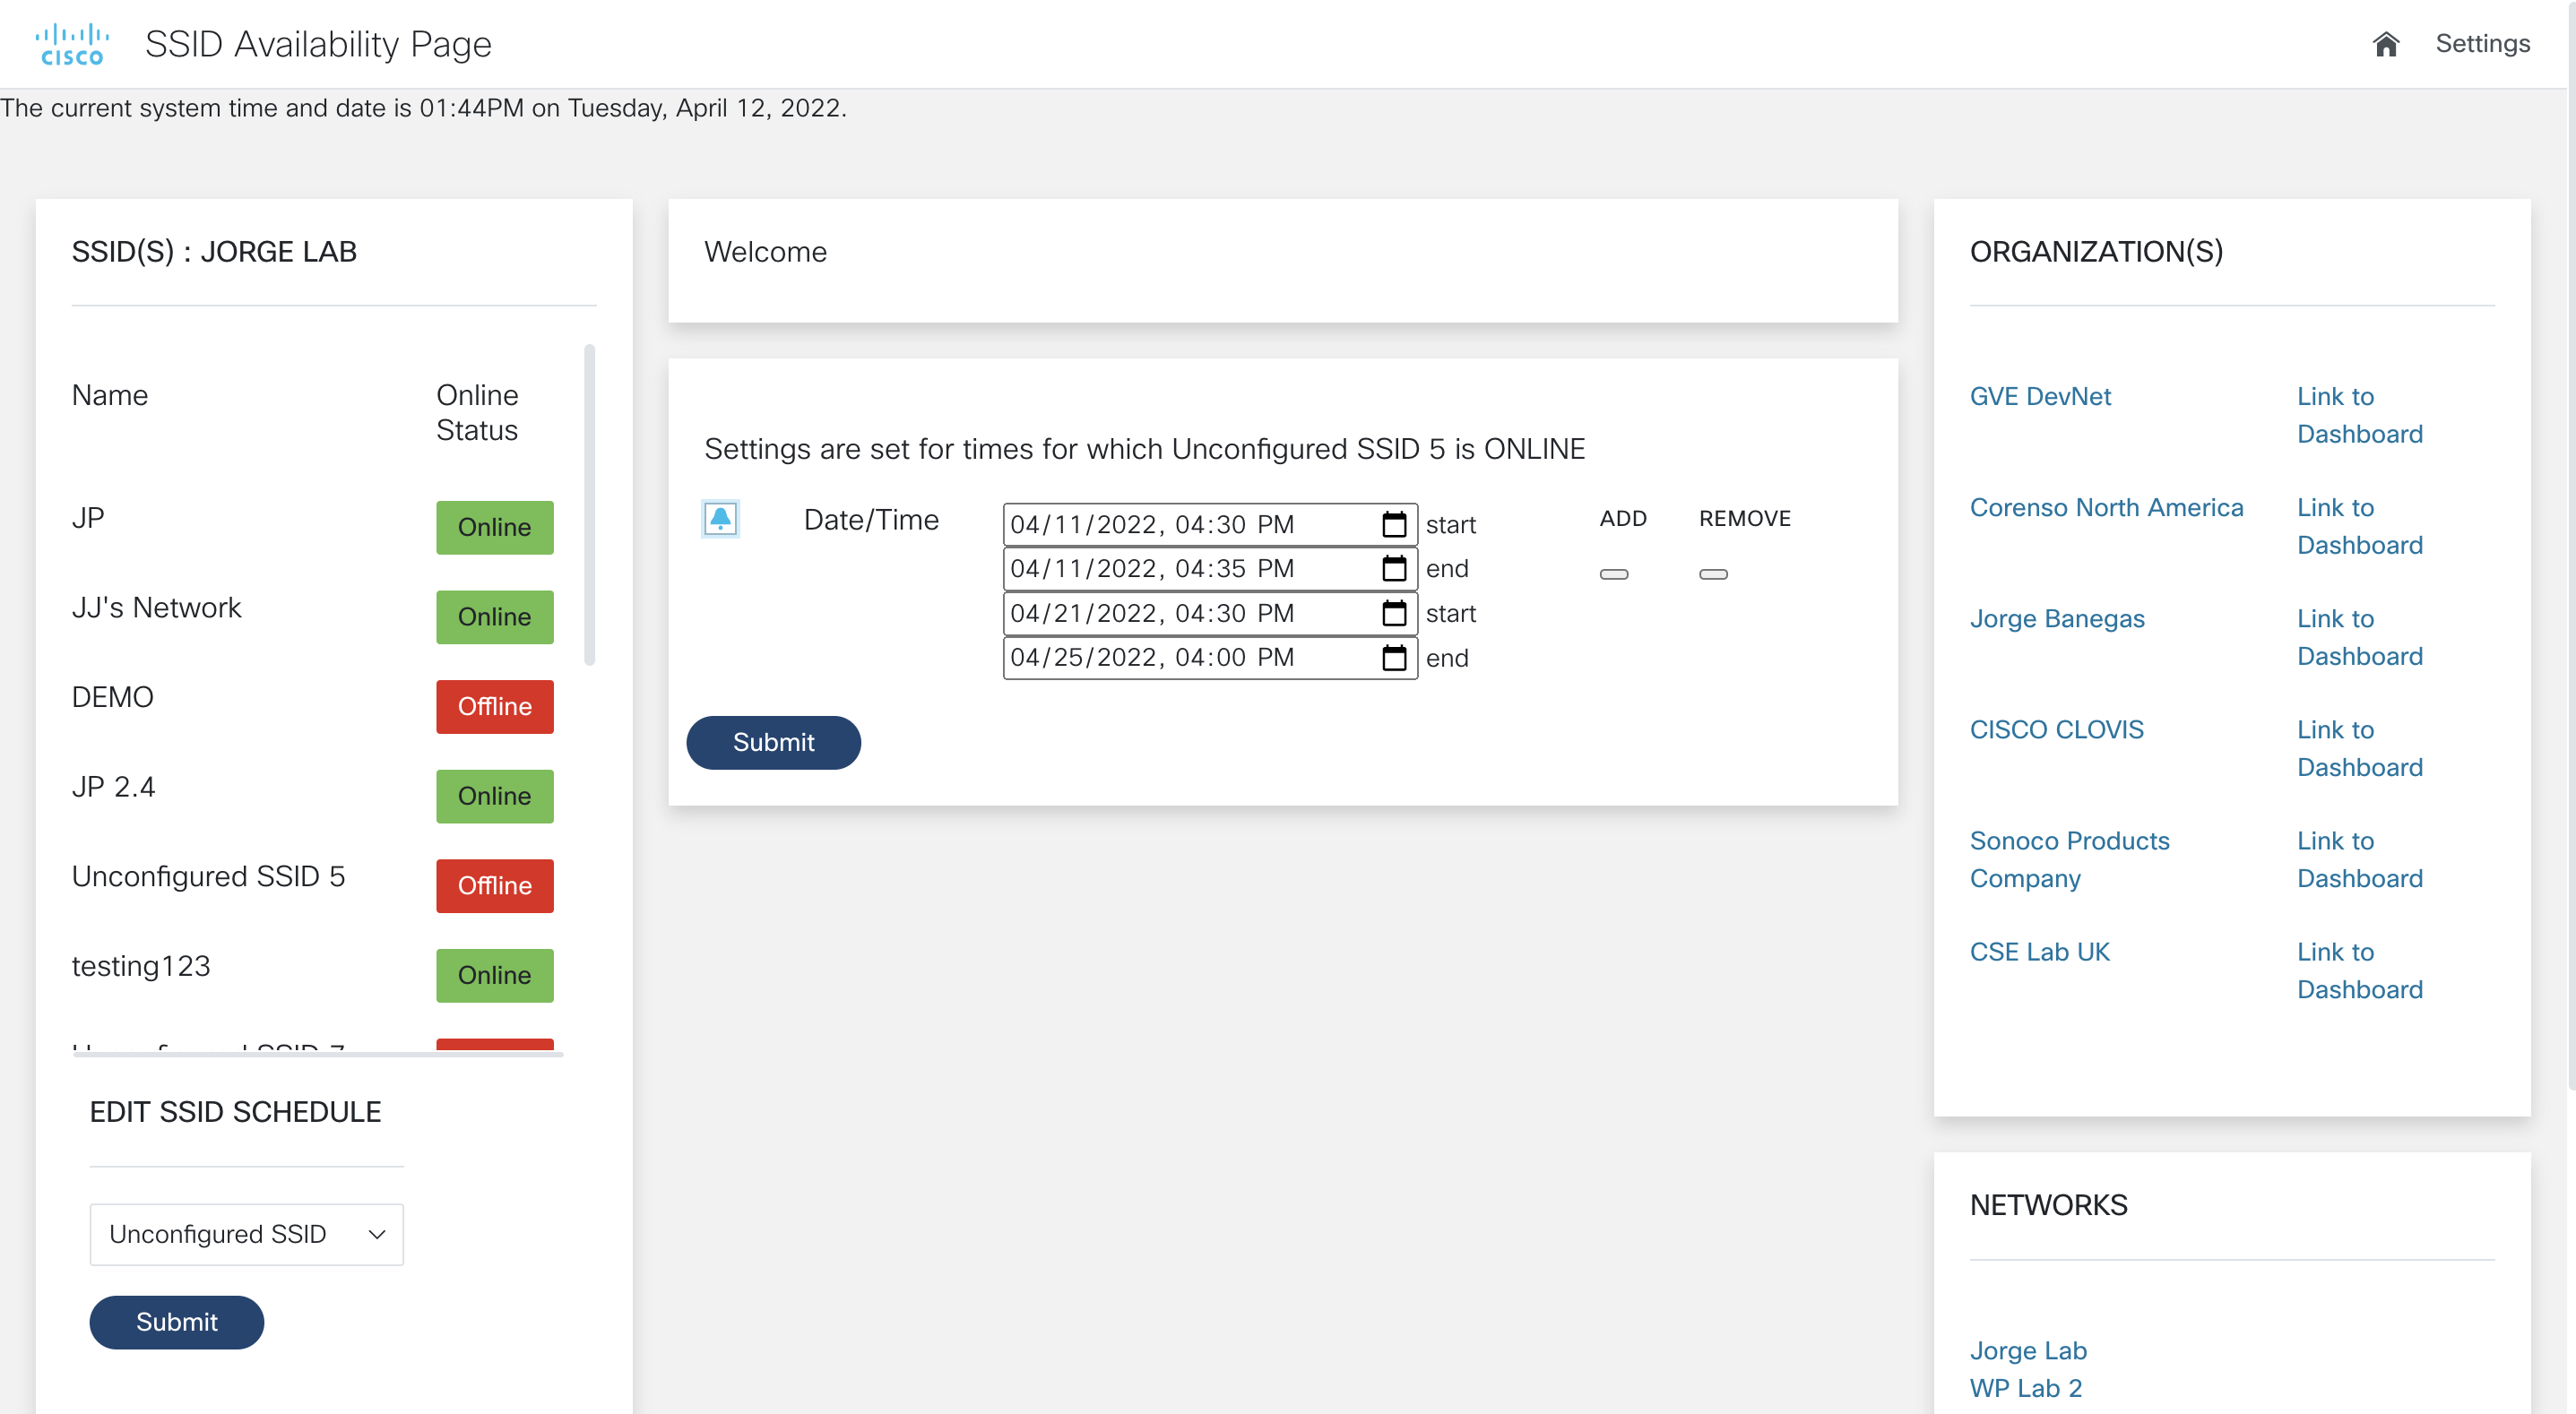 CISCO
SSID Availability Page
Settings
The current system time and date is 01:44PM on Tuesday, April 12, 2022.
SSID(S) : JORGE LAB
Name
Online
Status
JP
Online
JJ's Network
Online
DEMO
Offline
JP 2.4
Online
Unconfigured SSID 5
Offline
testing123
Online
EDIT SSID SCHEDULE
Unconfigured SSID
Submit
Welcome
Settings are set for times for which Unconfigured SSID 5 is ONLINE
Date/Time
04/11/2022, 04:30 PM
start
04/11/2022, 04:35 PM
end
04/21/2022, 04:30 PM
start
04/25/2022, 04:00 PM
end
ADD
REMOVE
Submit
ORGANIZATION(S)
GVE DevNet
Link to
Dashboard
Corenso North America
Link to
Dashboard
Jorge Banegas
Link to
Dashboard
CISCO CLOVIS
Link to
Dashboard
Sonoco Products
Company
Link to
Dashboard
CSE Lab UK
Link to
Dashboard
NETWORKS
Jorge Lab
WP Lab 2